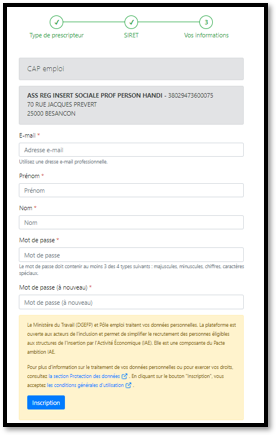 ✓ ✓ 3
Type de prescripteur SIRET Vos informations
CAP emploi
ASS REG INSERT SOCIALE PROF PERSON HANDI - 38029473600075
70 RUE JACQUES PREVERT
25000 BESANCON
E-mail *
Adresse e-mail
Utilisez une dresse e-mail professionnelle.
Prénom *
Prénom
Nom *
Nom
Mot de passe *
Mot de passe
Le mot de passe doit contenir au moins 3 des 4 types suivants : majuscules, minuscules, chiffres, caractères
spéciaux.
Mot de passe (à nouveau) *
Mot de passe (à nouveau)
Le Ministère du Travail (DGEFP) et Pôle emploi traitent vos données personnelles. La plateforme est
ouverte aux acteurs de l'inclusion et permet de simplifier le recrutement des personnes éligibles
aux structures de l'Insertion par l'Activité Économique (IAE). Elle est une composante du Pacte
ambition IAE.
Pour plus d'information sur le traitement de vos données personnelles ou pour exercer vos droits,
consultez la section Protection des données. En cliquant sur le bouton "Inscription", vous
acceptez les conditions générales d'utilisation.
Inscription